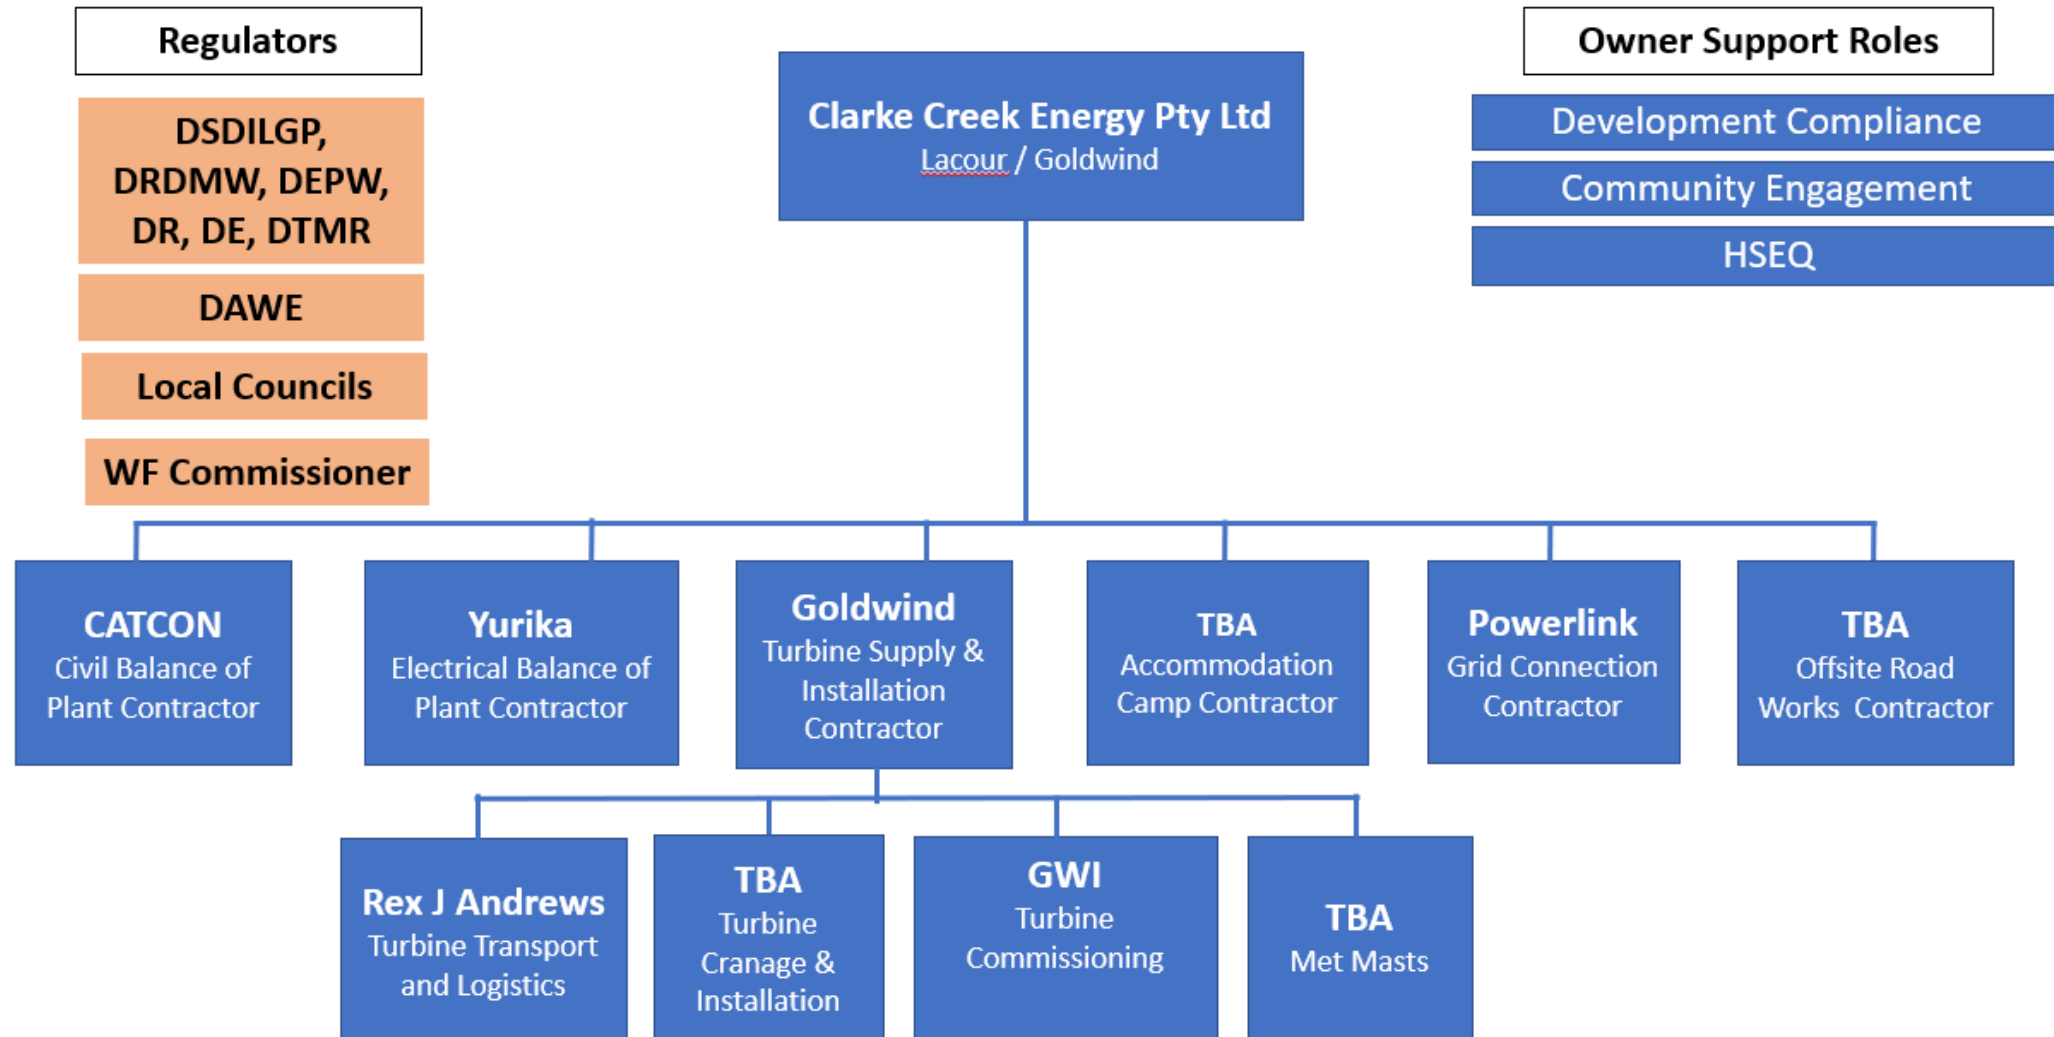 Regulators
DSDILGP,
DRDMW, DEPW,
DR, DE, DTMR
DAWE
Local Councils
WF Commissioner
Clarke Creek Energy Pty Ltd
Lacour / Goldwind
Owner Support Roles
Development Compliance
Community Engagement
HSEQ
CATCON
Civil Balance of
Plant Contractor
Yurika
Electrical Balance of
Plant Contractor
Goldwind
Turbine Supply &
Installation
Contractor
TBA
Accommodation
Camp Contractor
Powerlink
Grid Connection
Contractor
TBA
Offsite Road
Works  Contractor
Rex J Andrews
Turbine Transport
and Logistics
TBA
Turbine
Cranage &
Installation
GWI
Turbine
Commissioning
TBA
Met Masts